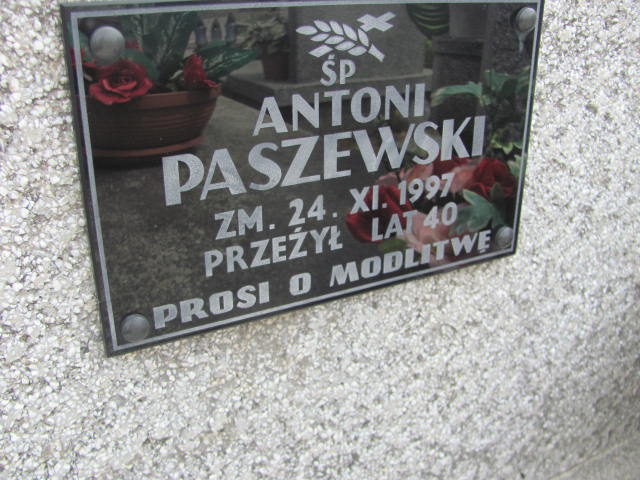 ŚP
ANTONI
PASZEWSKI
ZM. 24. XI. 1997
PRZEŻYŁ LAT 40
PROSI O MODLITWĘ